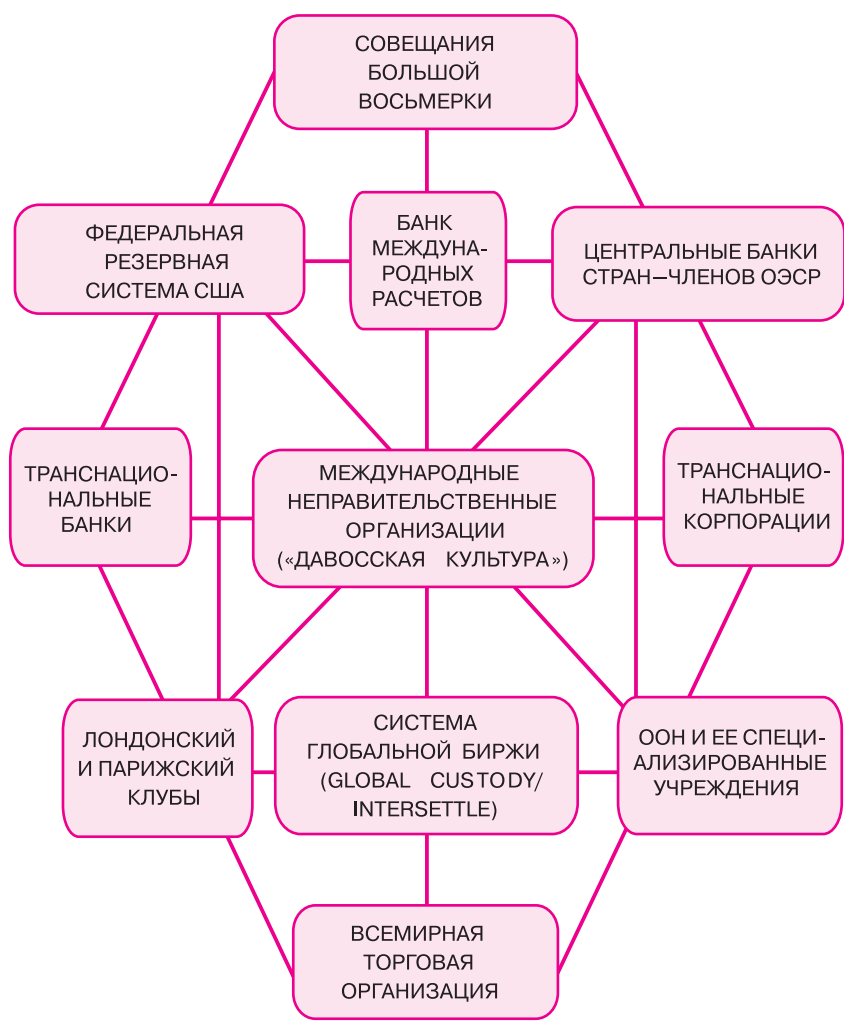 СОВЕЩАНИЯ
БОЛЬШОЙ
ВОСЬМЕРКИ
ФЕДЕРАЛЬНАЯ
РЕЗЕРВНАЯ
СИСТЕМА США
БАНК
МЕЖДУНА-
РОДНЫХ
РАСЧЕТОВ
ЦЕНТРАЛЬНЫЕ БАНКИ
СТРАН—ЧЛЕНОВ ОЭСР
ТРАНСНАЦИО-
НАЛЬНЫЕ
БАНКИ
МЕЖДУНАРОДНЫЕ
НЕПРАВИТЕЛЬСТВЕННЫЕ
ОРГАНИЗАЦИИ
(«ДАВОССКАЯ КУЛЬТУРА»)
ТРАНСНАЦИО-
НАЛЬНЫЕ
КОРПОРАЦИИ
ЛОНДОНСКИЙ
И ПАРИЖСКИЙ
КЛУБЫ
СИСТЕМА
ГЛОБАЛЬНОЙ БИРЖИ
(GLOBAL CUSTODY/
INTERSETTLE)
ООН И ЕЕ СПЕЦИ-
АЛИЗИРОВАННЫЕ
УЧРЕЖДЕНИЯ
ВСЕМИРНАЯ
ТОРГОВАЯ
ОРГАНИЗАЦИЯ